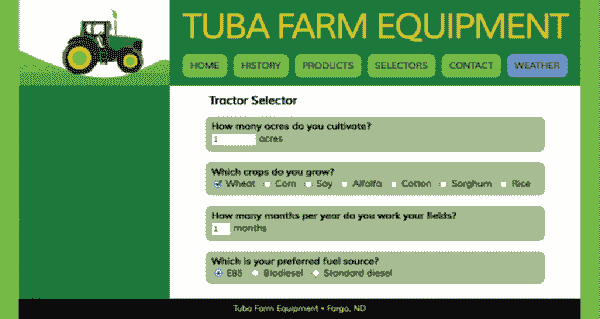 TUBA FARM EQUIPMENT
HOME HISTORY PRODUCTS SELECTORS CONTACT WEATHER
Tractor Selector
How many acres do you cultivate?
1 acres
Which crops do you grow?
Wheat Corn Soy Alfalfa Cotton Sorghum Rice
How many months per year do you work your fields?
1 months
Which is your preferred fuel source?
E85 Biodiesel Standard diesel
Tuba Farm Equipment • Fargo, ND